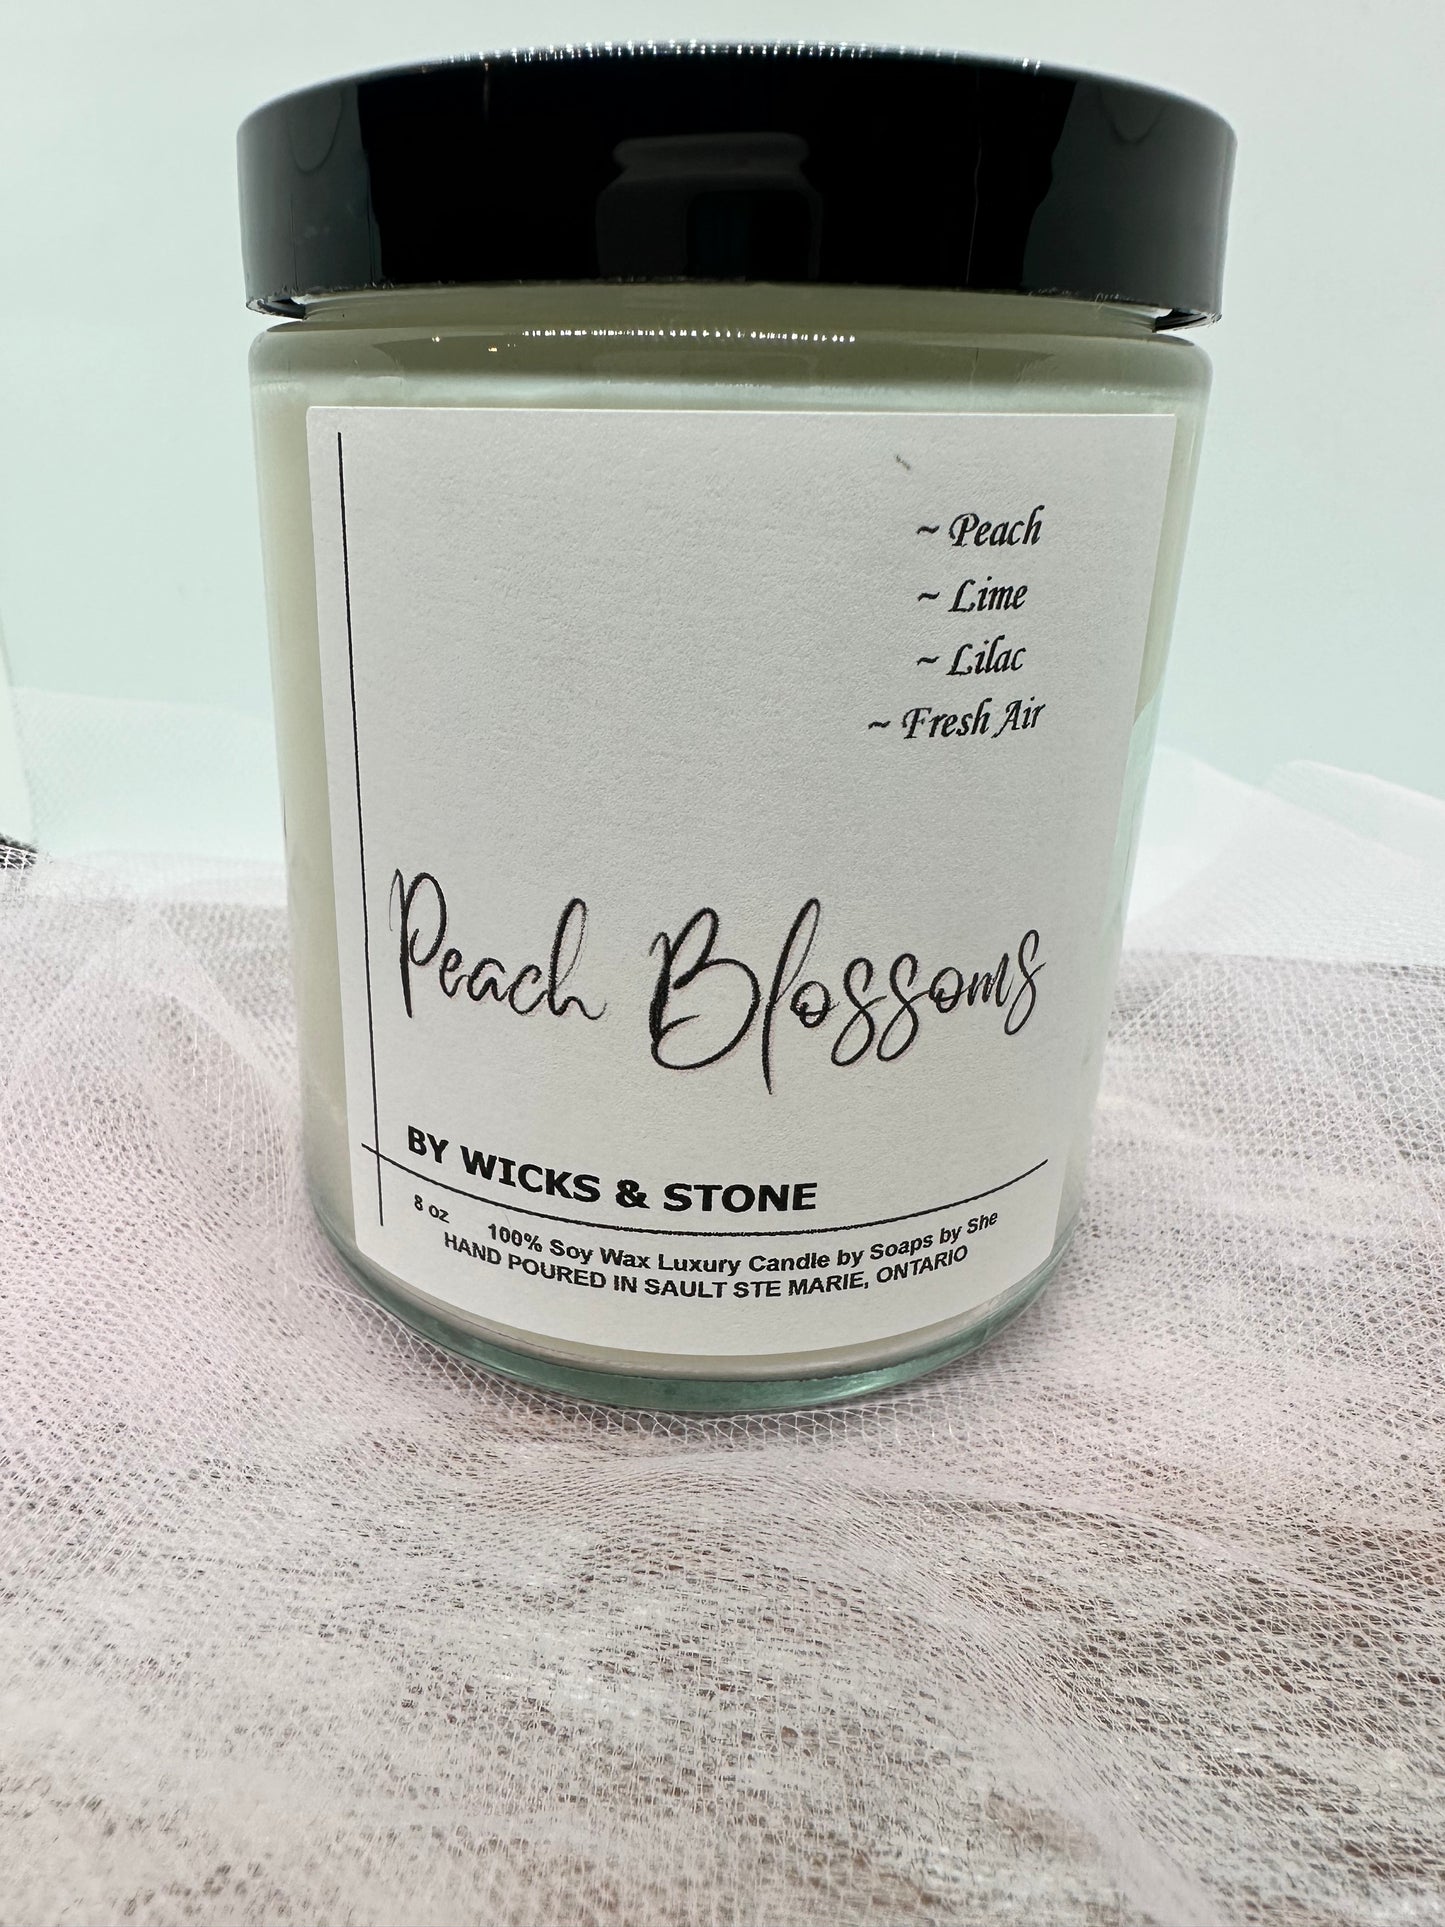 ~ Peach
~ Lime
~ Lilac
~ Fresh Air
Peach Blossoms
BY WICKS & STONE
8 oz 100% Soy Wax Luxury Candle by Soaps by She
HAND POURED IN SAULT STE MARIE, ONTARIO